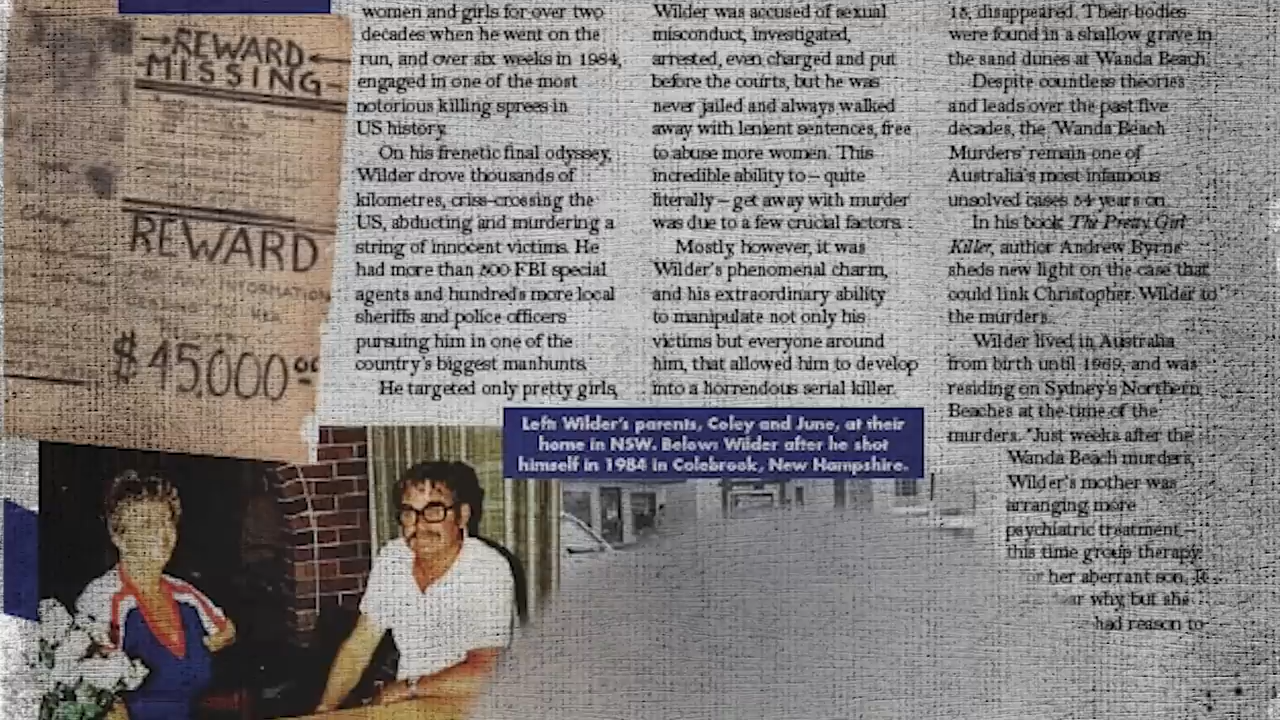 →REWARD←
MISSING
REWARD
FOR ANY INFORMATION
$45,000
women and girls for over two
decades when he went on the
run, and over six weeks in 1984,
engaged in one of the most
notorious killing sprees in
US history.
On his frenetic final odyssey,
Wilder drove thousands of
kilometres, criss-crossing the
US, abducting and murdering a
string of innocent victims. He
had more than 500 FBI special
agents and hundreds more local
sheriffs and police officers
pursuing him in one of the
country's biggest manhunts.
He targeted only pretty girls,
Wilder was accused of sexual
misconduct, investigated,
arrested, even charged and put
before the courts, but he was
never jailed and always walked
away with lenient sentences, free
to abuse more women. This
incredible ability to – quite
literally – get away with murder
was due to a few crucial factors.
Mostly, however, it was
Wilder's phenomenal charm,
and his extraordinary ability
to manipulate not only his
victims but everyone around
him, that allowed him to develop
into a horrendous serial killer.
Left: Wilder's parents, Coley and June, at their
home in NSW. Below: Wilder after he shot
himself in 1984 in Colebrook, New Hampshire.
15, disappeared. Their bodies
were found in a shallow grave in
the sand dunes at Wanda Beach.
Despite countless theories
and leads over the past five
decades, the 'Wanda Beach
Murders' remain one of
Australia's most infamous
unsolved cases 54 years on.
In his book The Pretty Girl
Killer, author Andrew Byrne
sheds new light on the case that
could link Christopher Wilder to
the murders.
Wilder lived in Australia
from birth until 1969, and was
residing on Sydney's Northern
Beaches at the time of the
murders. "Just weeks after the
Wanda Beach murders,
Wilder's mother was
arranging more
psychiatric treatment,
this time group therapy,
her aberrant son. It
why, but she
had reason to